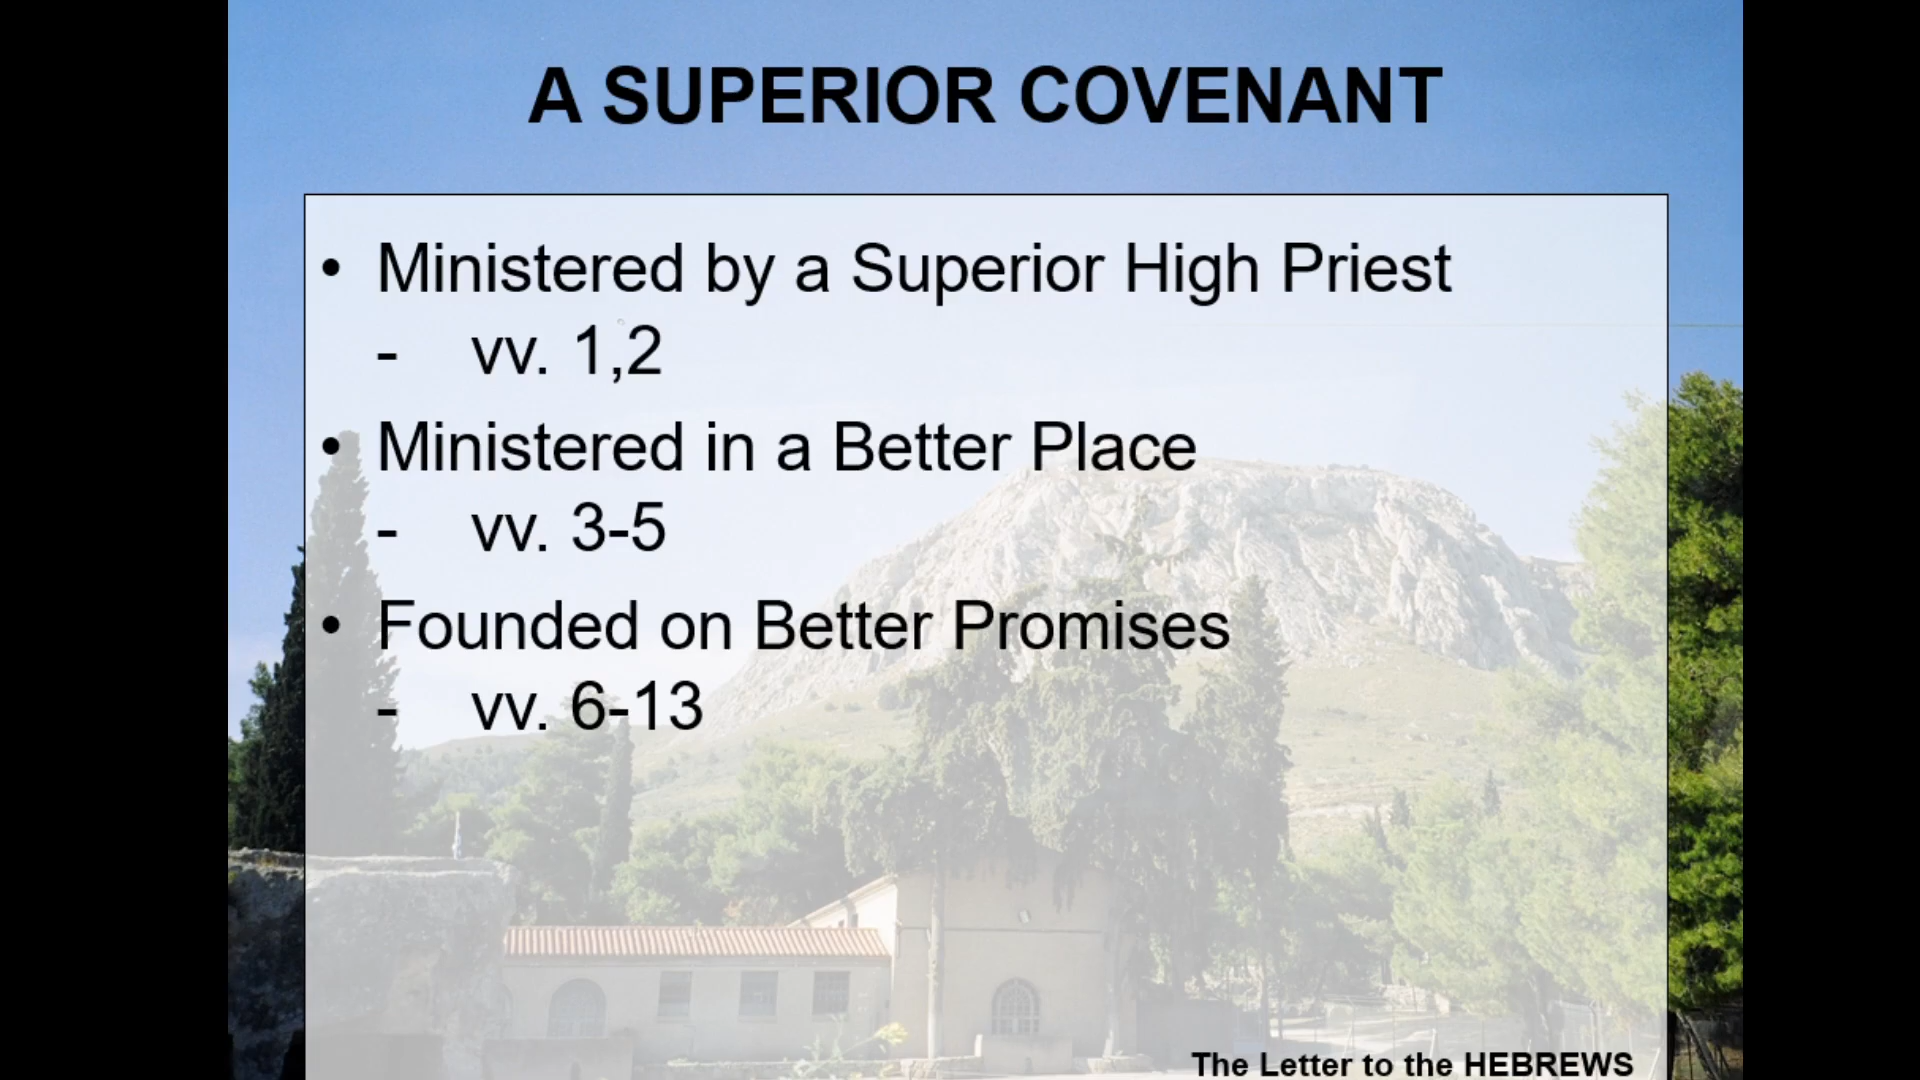 A SUPERIOR COVENANT
• Ministered by a Superior High Priest
- vv. 1,2
• Ministered in a Better Place
- vv. 3-5
• Founded on Better Promises
- vv. 6-13
The Letter to the HEBREWS